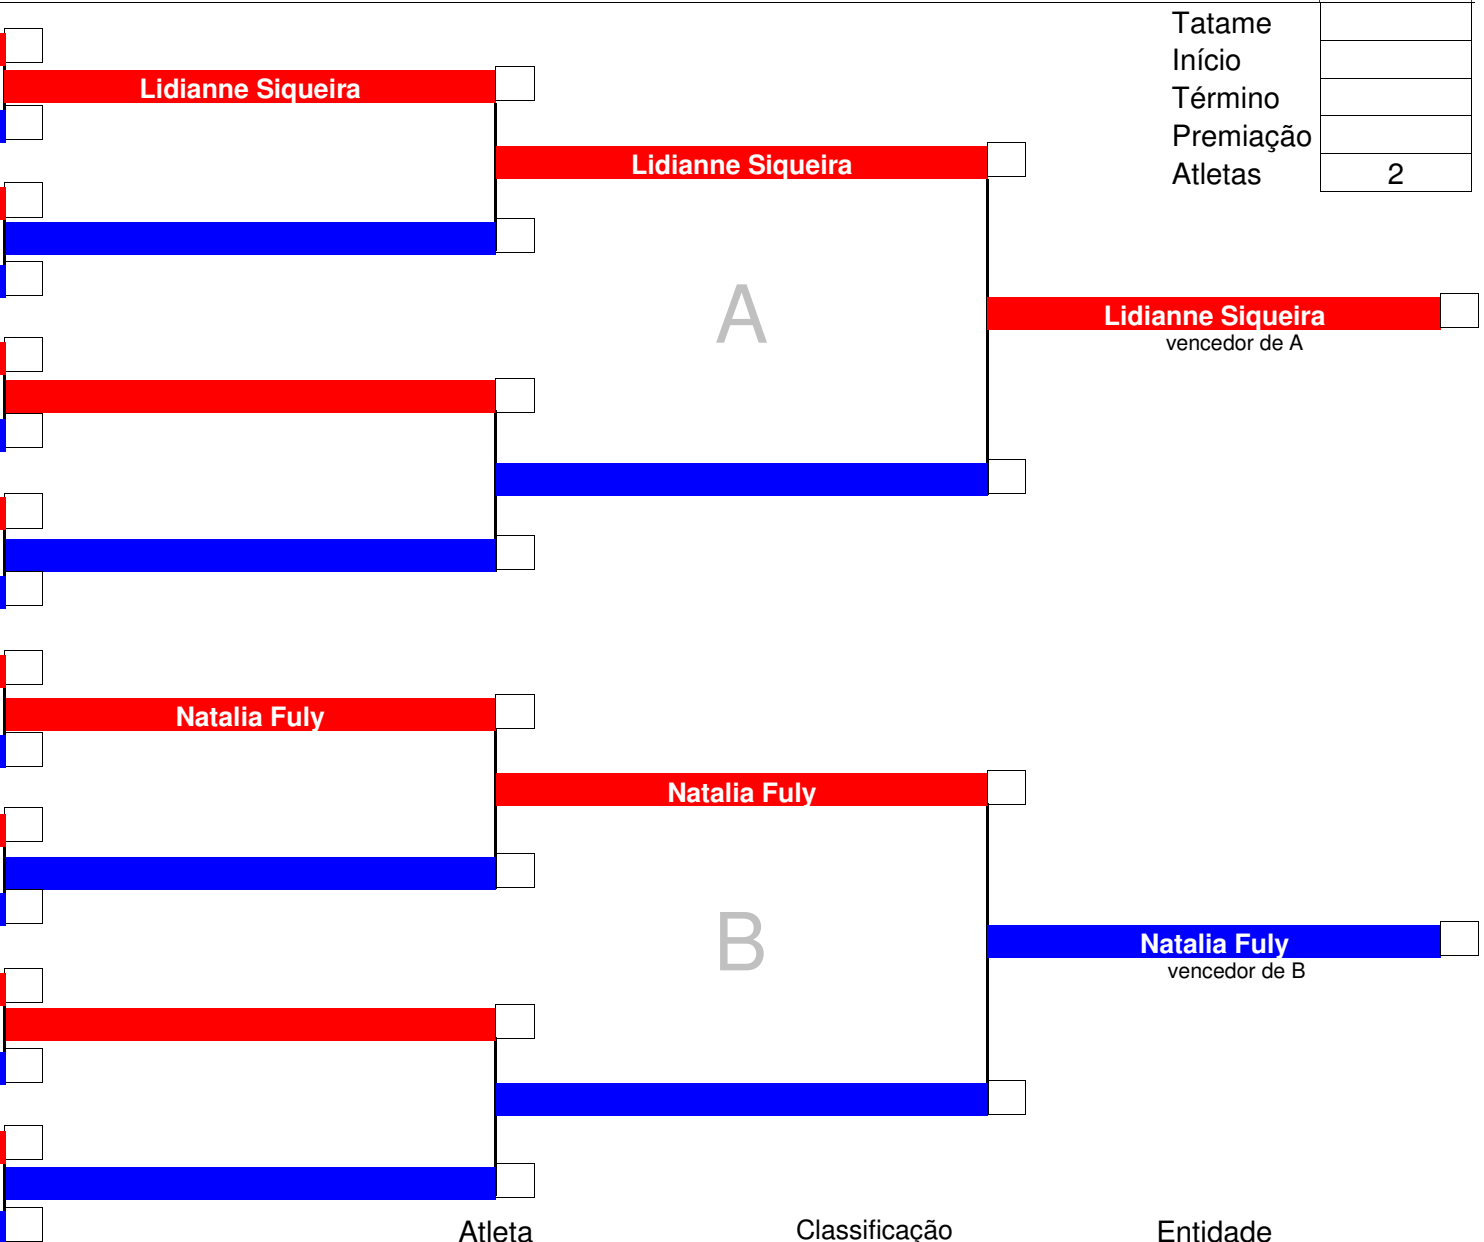 Tatame
Início
Término
Premiação
Atletas 2
Lidianne Siqueira
Lidianne Siqueira
A
Lidianne Siqueira
vencedor de A
Natalia Fuly
Natalia Fuly
B
Natalia Fuly
vencedor de B
Atleta Classificação Entidade